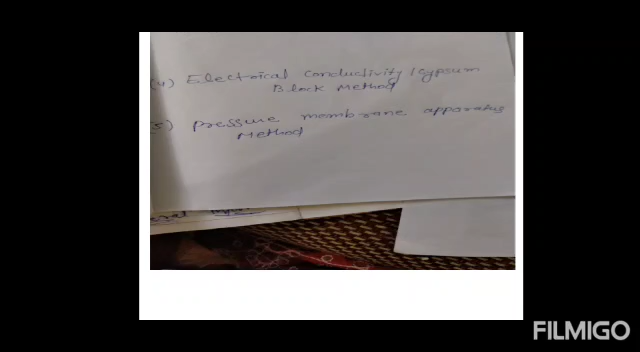 (4) Electrical conductivity / Gypsum
Block Method
(5) Pressure membrane apparatus
Method
FILMIGO